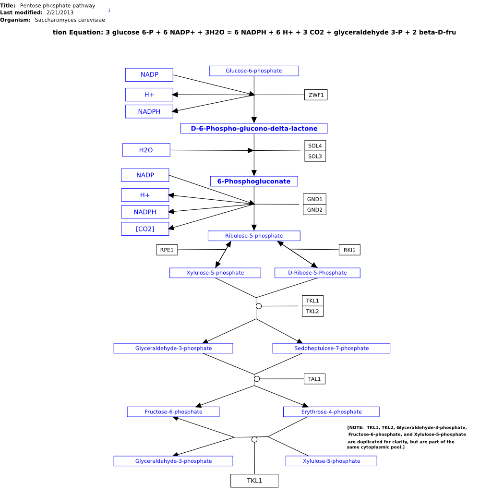 Title: Pentose phosphate pathway
Last modified: 2/21/2013
Organism: Saccharomyces cerevisiae
tion Equation: 3 glucose 6-P + 6 NADP+ + 3H2O = 6 NADPH + 6 H+ + 3 CO2 + glyceraldehyde 3-P + 2 beta-D-fru
NADP
Glucose-6-phosphate
H+
ZWF1
NADPH
D-6-Phospho-glucono-delta-lactone
H2O
SOL4
SOL3
NADP
6-Phosphogluconate
H+
GND1
NADPH
GND2
[CO2]
Ribulose-5-phosphate
RPE1
RKI1
Xylulose-5-phosphate
D-Ribose-5-Phosphate
TKL1
TKL2
Glyceraldehyde-3-phosphate
Sedoheptulose-7-phosphate
TAL1
Fructose-6-phosphate
Erythrose-4-phosphate
[NOTE: TKL1, TKL2, Glyceraldehyde-3-phosphate,
Fructose-6-phosphate, and Xylulose-5-phosphate
are duplicated for clarity, but are part of the
same cytoplasmic pool.]
Glyceraldehyde-3-phosphate
Xylulose-5-phosphate
TKL1